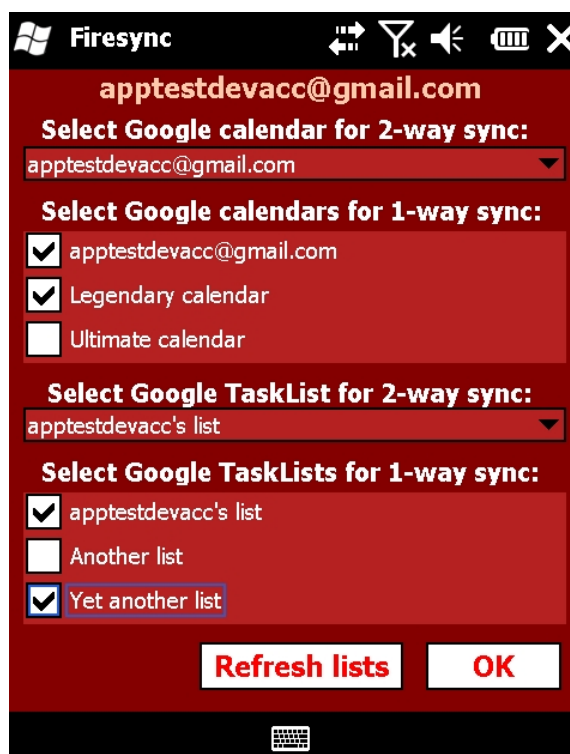 Firesync
apptestdevacc@gmail.com
Select Google calendar for 2-way sync:
apptestdevacc@gmail.com
Select Google calendars for 1-way sync:
apptestdevacc@gmail.com
Legendary calendar
Ultimate calendar
Select Google TaskList for 2-way sync:
apptestdevacc's list
Select Google TaskLists for 1-way sync:
apptestdevacc's list
Another list
Yet another list
Refresh lists OK